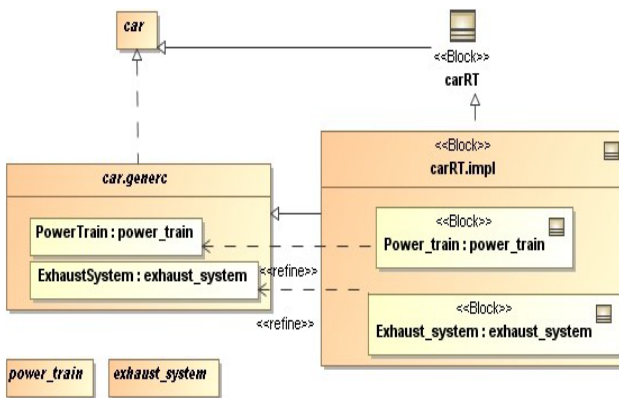 car
<<Block>>
carRT
<<Block>>
carRT.impl
car.generc
<<Block>>
Power_train : power_train
PowerTrain : power_train
ExhaustSystem : exhaust_system
<<refine>>
<<Block>>
Exhaust_system : exhaust_system
<<refine>>
power_train
exhaust_system